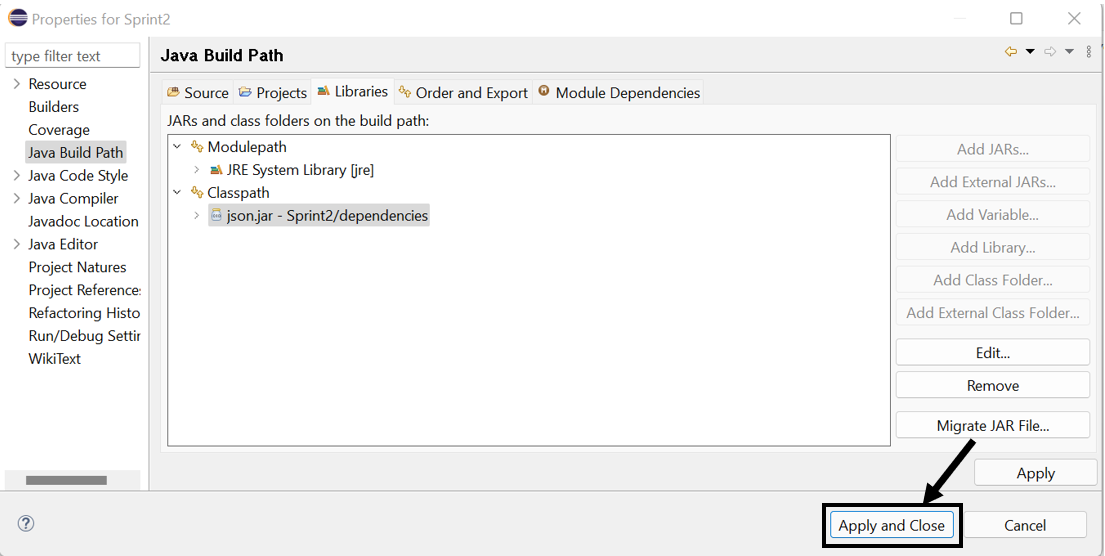 Properties for Sprint2
type filter text
Resource
Builders
Coverage
Java Build Path
Java Code Style
Java Compiler
Javadoc Location
Java Editor
Project Natures
Project References
Refactoring Histo
Run/Debug Settin
WikiText
Java Build Path
Source Projects Libraries Order and Export Module Dependencies
JARs and class folders on the build path:
Modulepath
JRE System Library [jre]
Classpath
json.jar - Sprint2/dependencies
Add JARs...
Add External JARs...
Add Variable...
Add Library...
Add Class Folder...
Add External Class Folder...
Edit...
Remove
Migrate JAR File...
Apply
?
Apply and Close Cancel